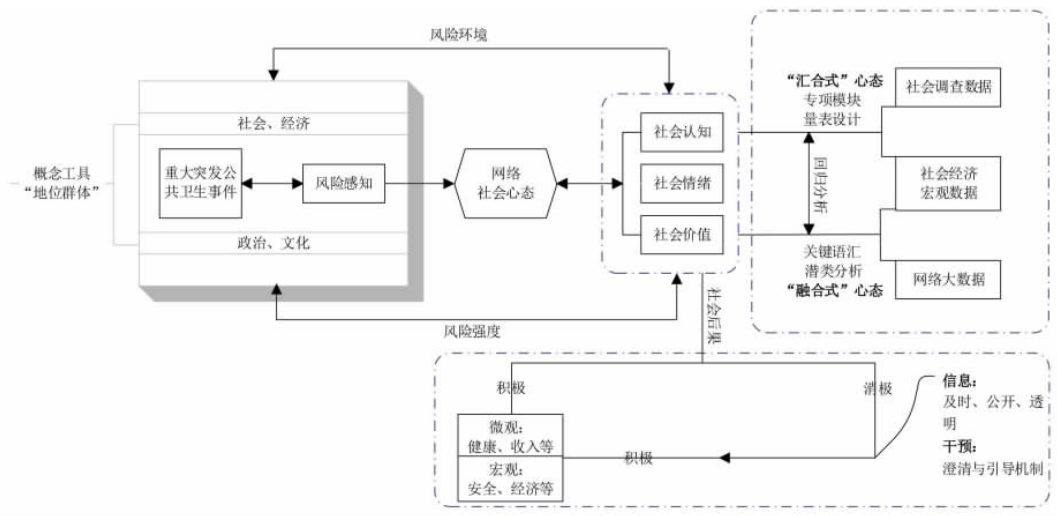 风险环境
社会、经济
概念工具
“地位群体”
重大突发公
共卫生事件
风险感知
政治、文化
网络
社会心态
社会认知
社会情绪
社会价值
“汇合式”心态
专项模块
量表设计
回归分析
关键语汇
潜类分析
“融合式”心态
社会调查数据
社会经济
宏观数据
网络大数据
风险强度
社会后果
积极
消极
微观:
健康、收入等
宏观:
安全、经济等
积极
信息:
及时、公开、透
明
干预:
澄清与引导机制